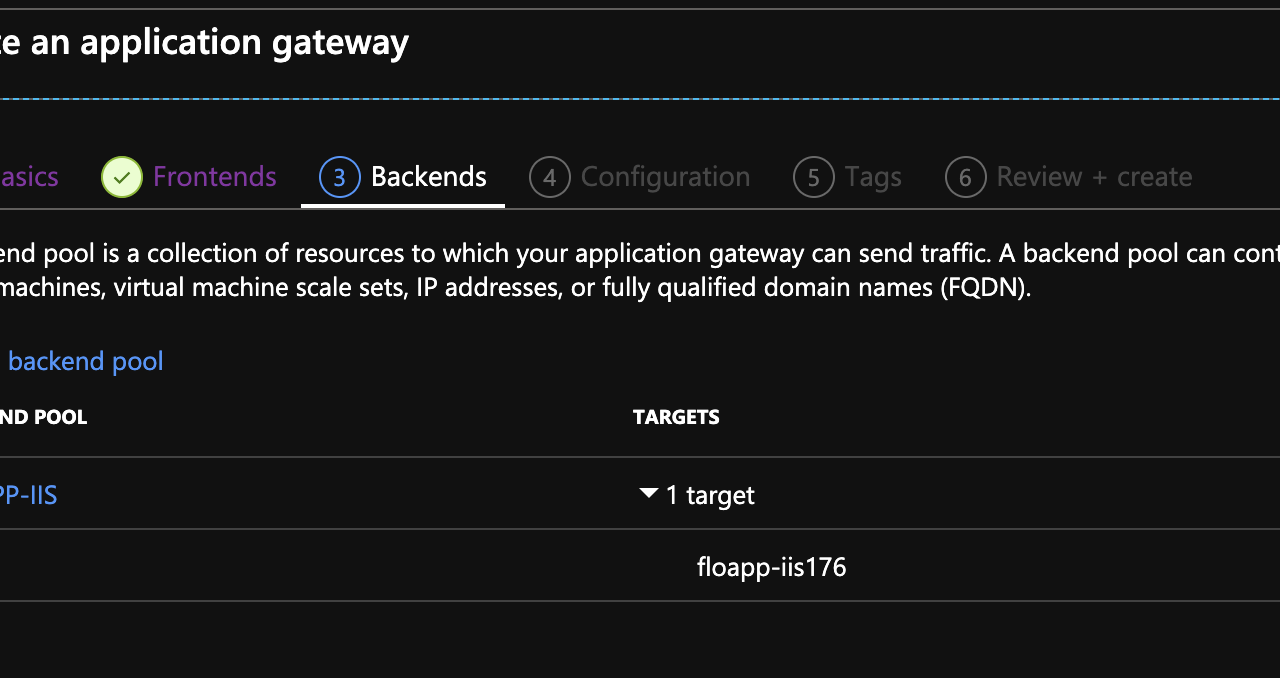 te an application gateway
asics Frontends 3 Backends 4 Configuration 5 Tags 6 Review + create
end pool is a collection of resources to which your application gateway can send traffic. A backend pool can cont
machines, virtual machine scale sets, IP addresses, or fully qualified domain names (FQDN).
backend pool
ND POOL TARGETS
PP-IIS 1 target
floapp-iis176